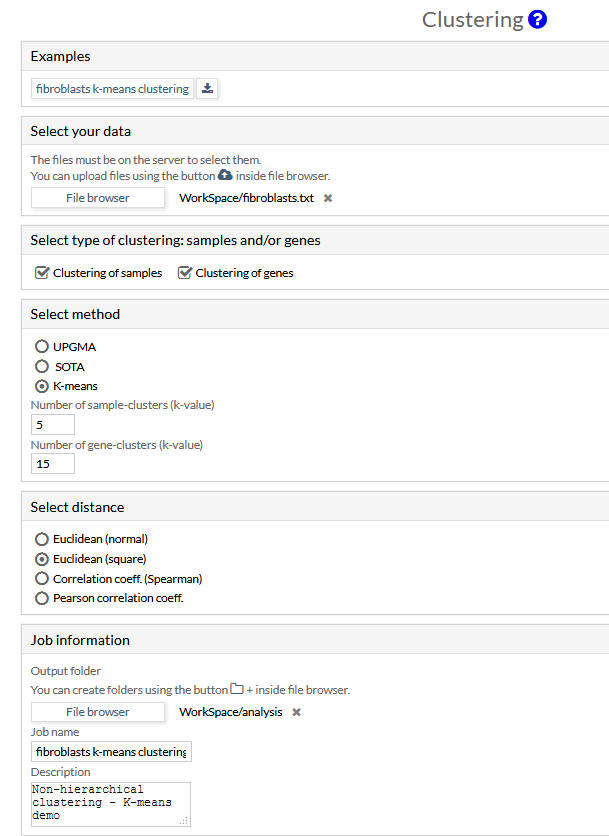 Clustering ?
Examples
fibroblasts k-means clustering
Select your data
The files must be on the server to select them.
You can upload files using the button inside file browser.
File browser WorkSpace/fibroblasts.txt ×
Select type of clustering: samples and/or genes
Clustering of samples Clustering of genes
Select method
UPGMA
SOTA
K-means
Number of sample-clusters (k-value)
5
Number of gene-clusters (k-value)
15
Select distance
Euclidean (normal)
Euclidean (square)
Correlation coeff. (Spearman)
Pearson correlation coeff.
Job information
Output folder
You can create folders using the button + inside file browser.
File browser WorkSpace/analysis ×
Job name
fibroblasts k-means clustering
Description
Non-hierarchical
clustering - K-means
demo